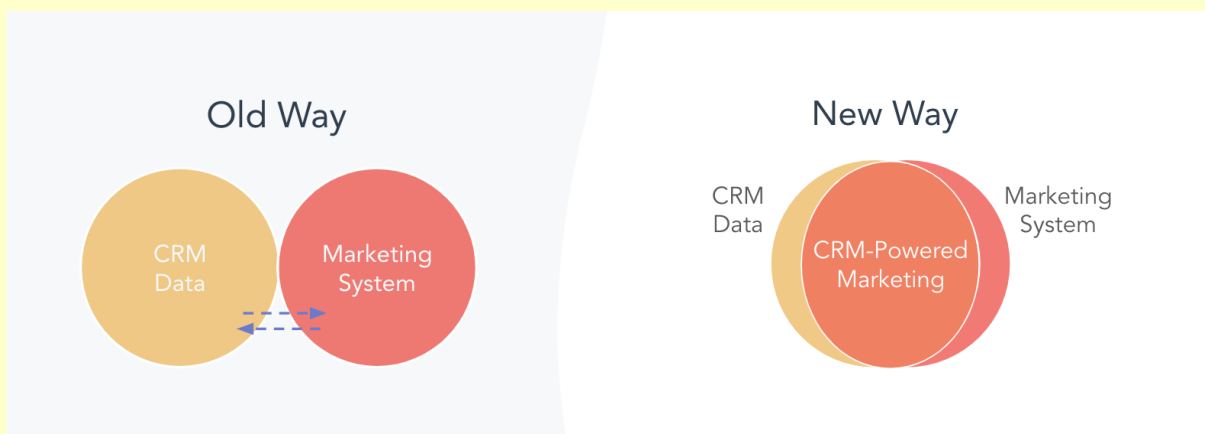 Old Way
CRM
Data
Marketing
System
New Way
CRM
Data
CRM-Powered
Marketing
Marketing
System